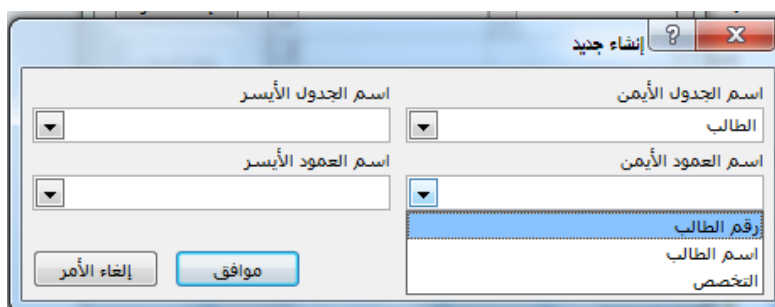 إنشاء جديد
اسم الجدول الأيمن
اسم الجدول الأيسر
الطالب
اسم العمود الأيمن
اسم العمود الأيسر
رقم الطالب
اسم الطالب
التخصص
موافق
إلغاء الأمر